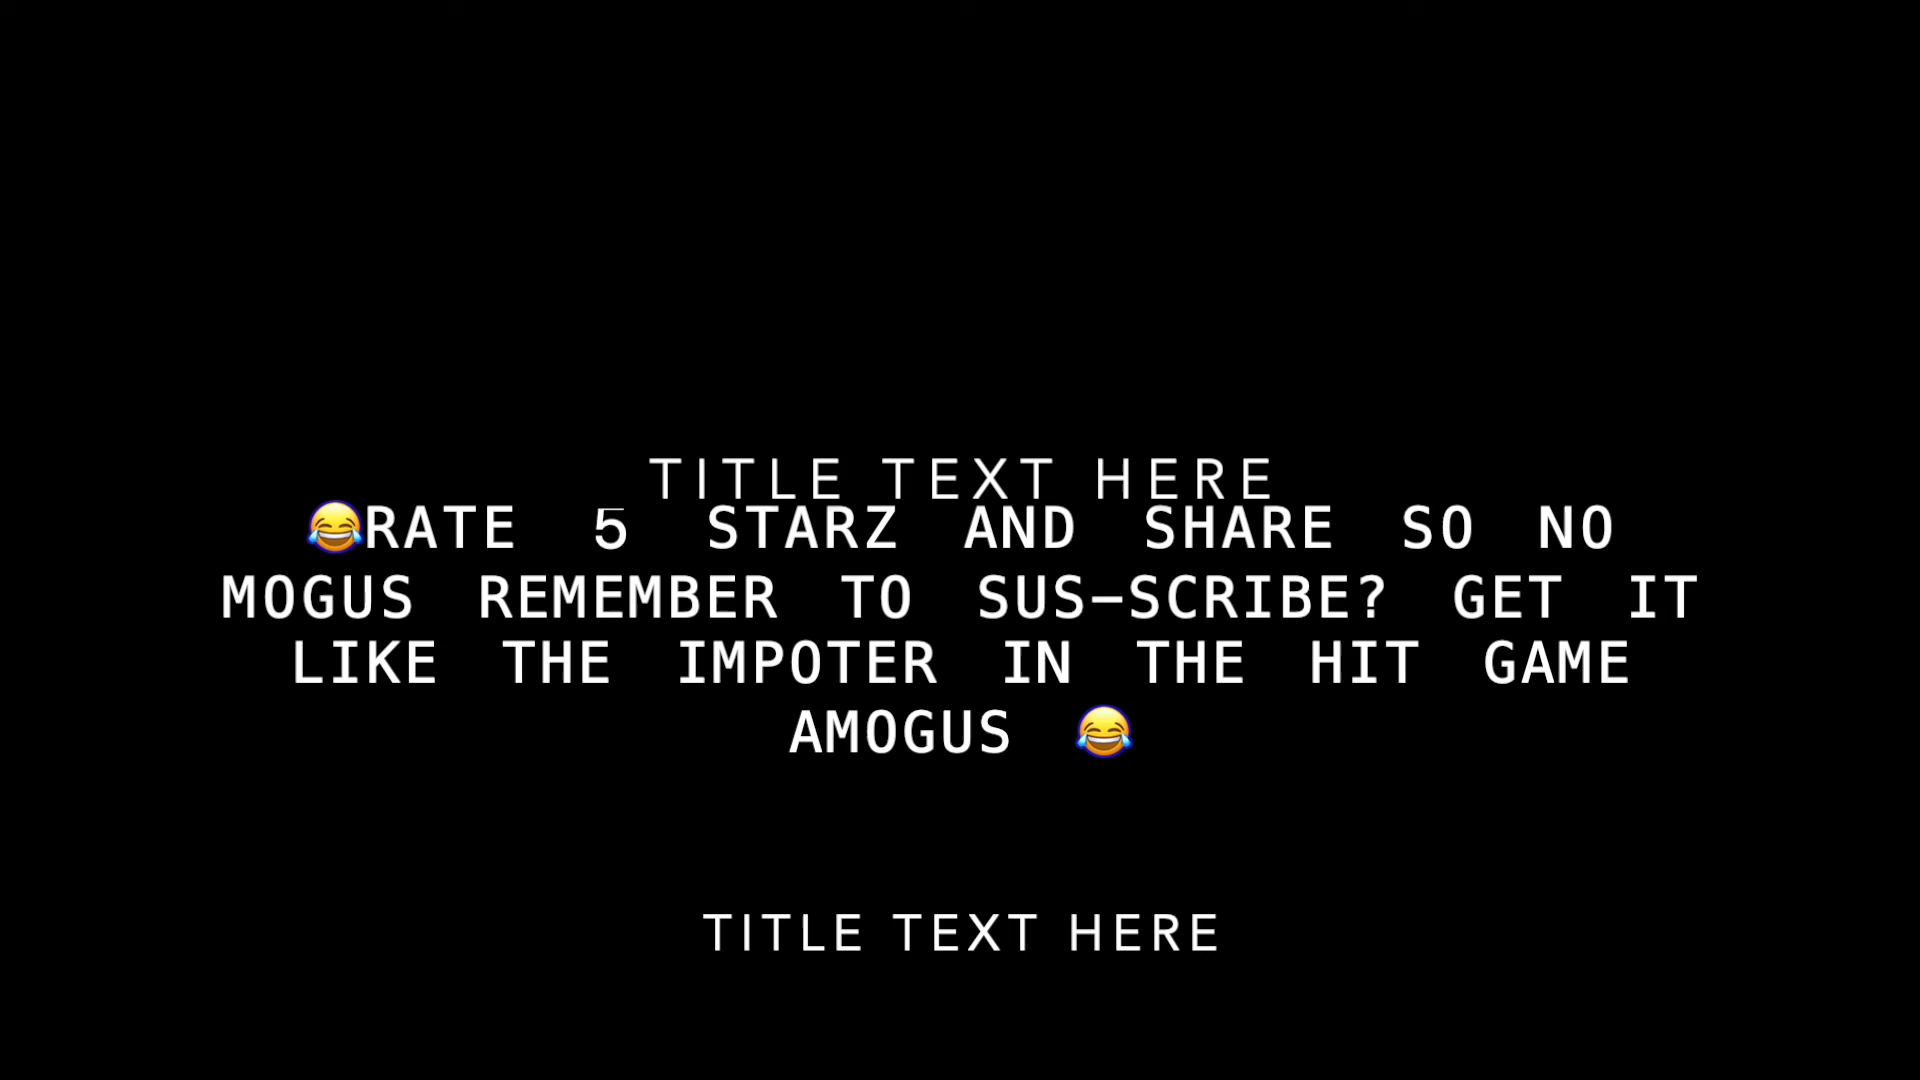 TITLE TEXT HERE
😂RATE 5 STARZ AND SHARE SO NO
MOGUS REMEMBER TO SUS-SCRIBE? GET IT
LIKE THE IMPOTER IN THE HIT GAME
AMOGUS 😂
TITLE TEXT HERE